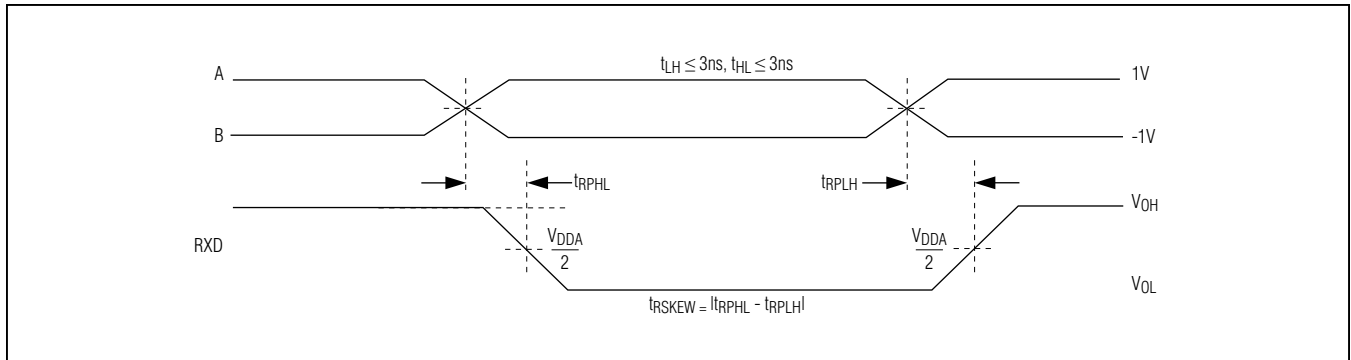 A
tLH ≤ 3ns, tHL ≤ 3ns
1V
B
-1V
tRPHL
tRPLH
VOH
RXD
VDDA
2
VDDA
2
VOL
tRSKEW = |tRPHL - tRPLH|